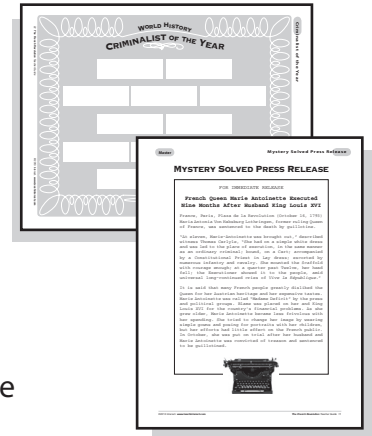 WORLD HISTORY
CRIMINALIST OF THE YEAR
Criminalist of the Year
Master
Mystery Solved Press Release
MYSTERY SOLVED PRESS RELEASE
FOR IMMEDIATE RELEASE
French Queen Marie Antoinette Executed
Nine Months After Husband King Louis XVI
France, Paris, Plaza de la Revolution (October 16, 1793)
Maria Antonia Von Habsburg Lothringen, former ruling Queen
of France, was sentenced to the death by guillotine.
"At eleven, Marie-Antoinette was brought out," described
witness Thomas Carlyle, "She had on a simple white dress
and was led to the place of execution, in the same manner
as an ordinary criminal; bound, on a Cart; accompanied
by a Constitutional Priest in Lay dress; escorted by
numerous infantry and cavalry. She mounted the Scaffold
with courage enough; at a quarter past Twelve, her head
fell; the Executioner showed it to the people, amid
universal long-continued cries of Vive la République."
It is said that many French people greatly disliked the
Queen for her Austrian heritage and her expensive tastes.
Marie Antoinette was called "Madame Deficit" by the press
and political groups. Blame was placed on her and King
Louis XVI for the country's financial problems. As she
grew older, Marie Antoinette became less frivolous with
her spending. She tried to change her image by wearing
simple gowns and posing for portraits with her children,
but her efforts had little effect on the French public.
In October, she was put on trial after her husband and
Marie Antoinette was convicted of treason and sentenced
to be guillotined.
e